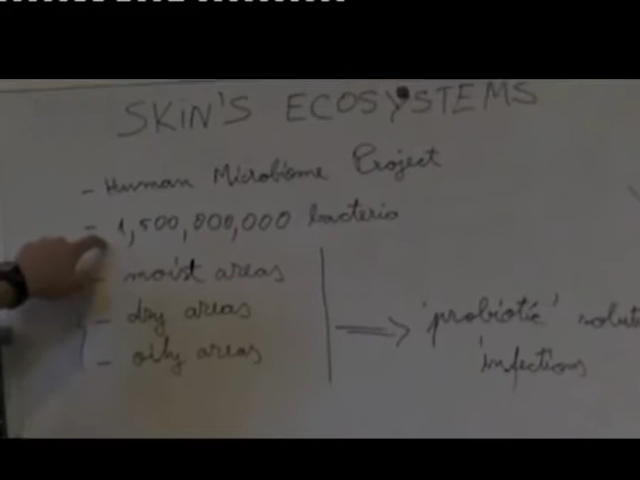 SKIN'S ECOSYSTEMS
- Human Microbiome Project
- 1,500,000,000 bacteria
- moist areas
- dry areas
- oily areas
⇒ 'probiotic'
infections